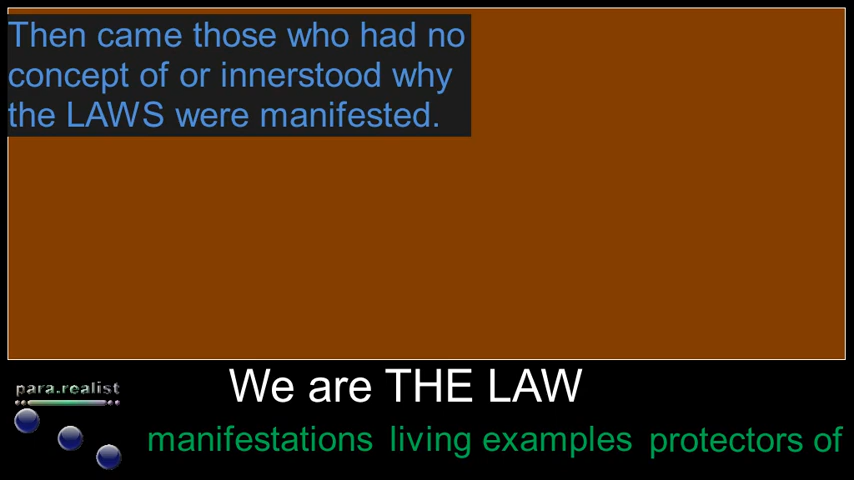 Then came those who had no
concept of or innerstood why
the LAWS were manifested.
We are THE LAW
para.realist
manifestations living examples protectors of